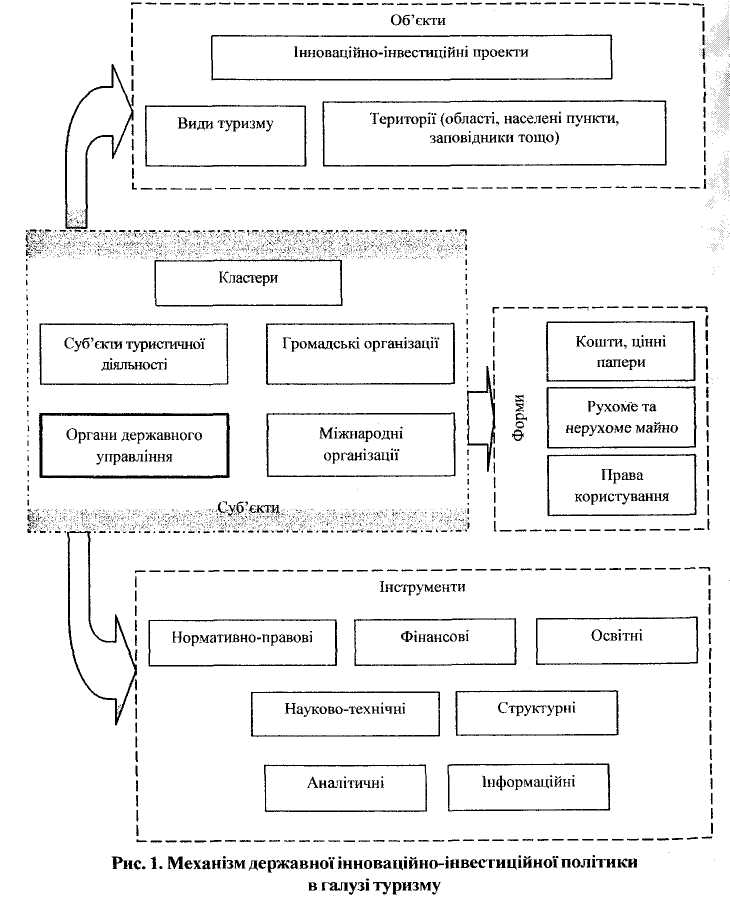 Об’єкти
Інноваційно-інвестиційні проекти
Види туризму
Території (області, населені пункти,
заповідники тощо)
Кластери
Суб’єкти туристичної
діяльності
Громадські організації
Органи державного
управління
Міжнародні
організації
Суб’єкти
Форми
Кошти, цінні
папери
Рухоме та
нерухоме майно
Права
користування
Інструменти
Нормативно-правові
Фінансові
Освітні
Науково-технічні
Структурні
Аналітичні
Інформаційні
Рис. 1. Механізм державної інноваційно-інвестиційної політики
в галузі туризму